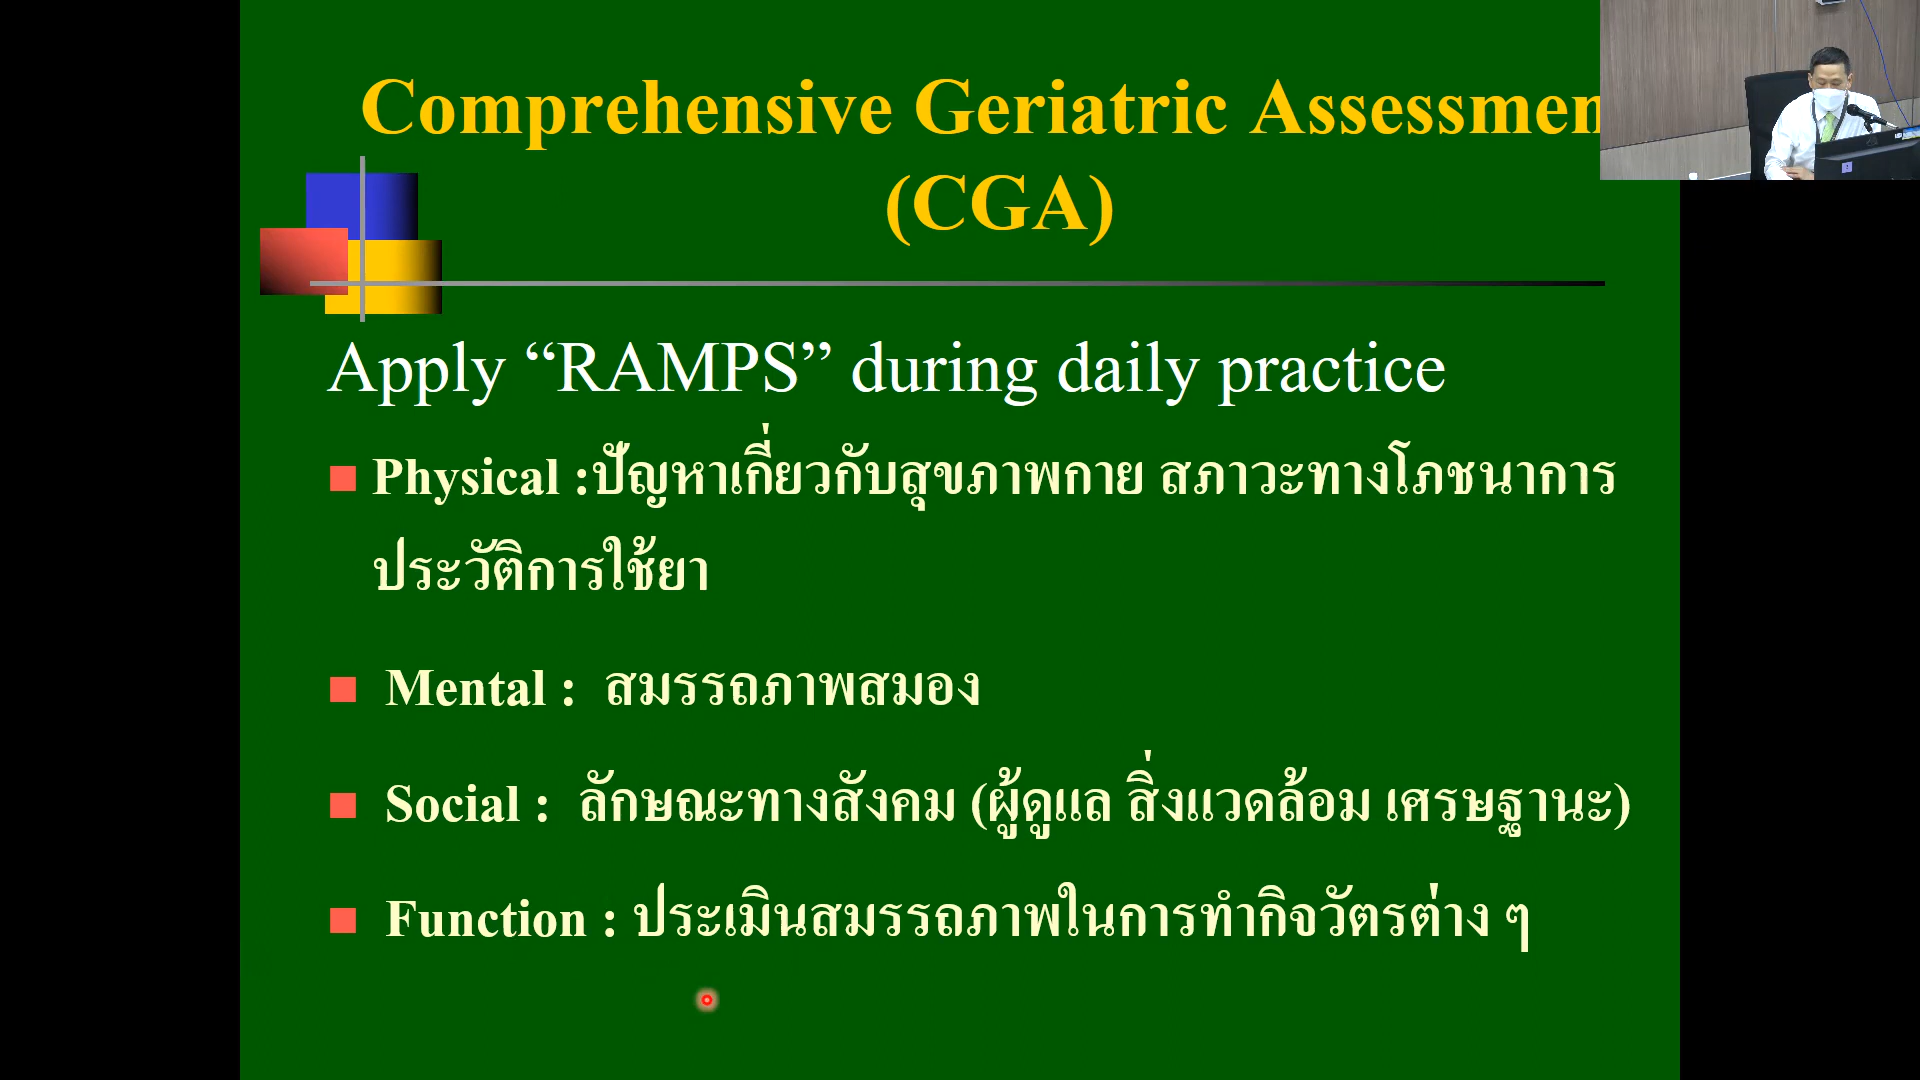 Comprehensive Geriatric Assessmen
(CGA)
Apply “RAMPS” during daily practice
Physical :ปัญหาเกี่ยวกับสุขภาพกาย สภาวะทางโภชนาการ
ประวัติการใช้ยา
Mental : สมรรถภาพสมอง
Social : ลักษณะทางสังคม (ผู้ดูแล สิ่งแวดล้อม เศรษฐานะ)
Function : ประเมินสมรรถภาพในการทำกิจวัตรต่าง ๆ